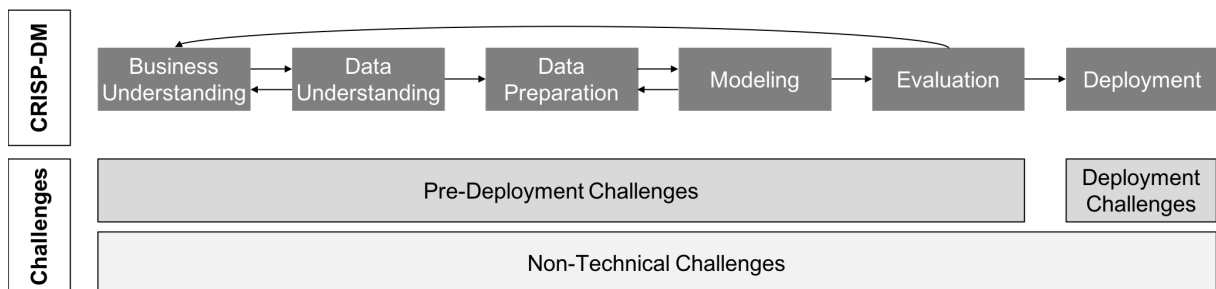 CRISP-DM
Business
Understanding
Data
Understanding
Data
Preparation
Modeling
Evaluation
Deployment
Challenges
Pre-Deployment Challenges
Deployment
Challenges
Non-Technical Challenges